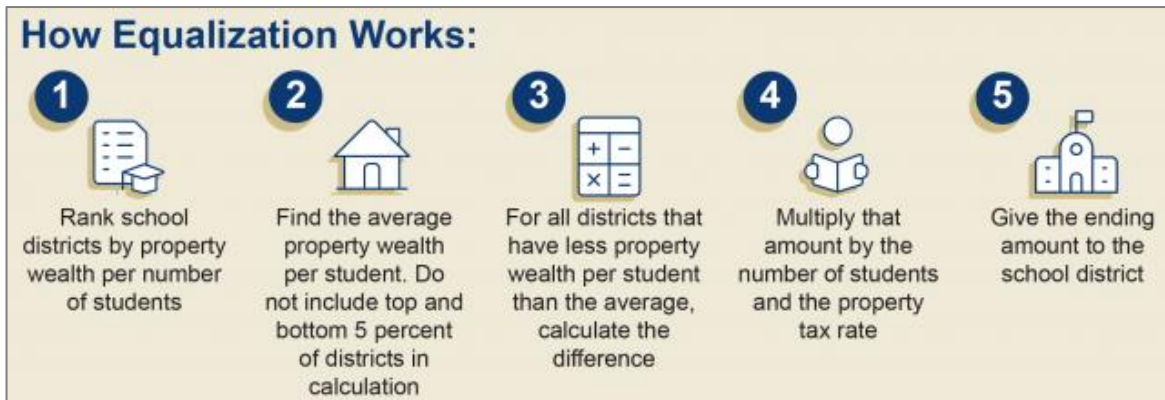 How Equalization Works:
1
Rank school
districts by property
wealth per number
of students
2
Find the average
property wealth
per student. Do
not include top and
bottom 5 percent
of districts in
calculation
3
+ −
× =
For all districts that
have less property
wealth per student
than the average,
calculate the
difference
4
Multiply that
amount by the
number of students
and the property
tax rate
5
Give the ending
amount to the
school district